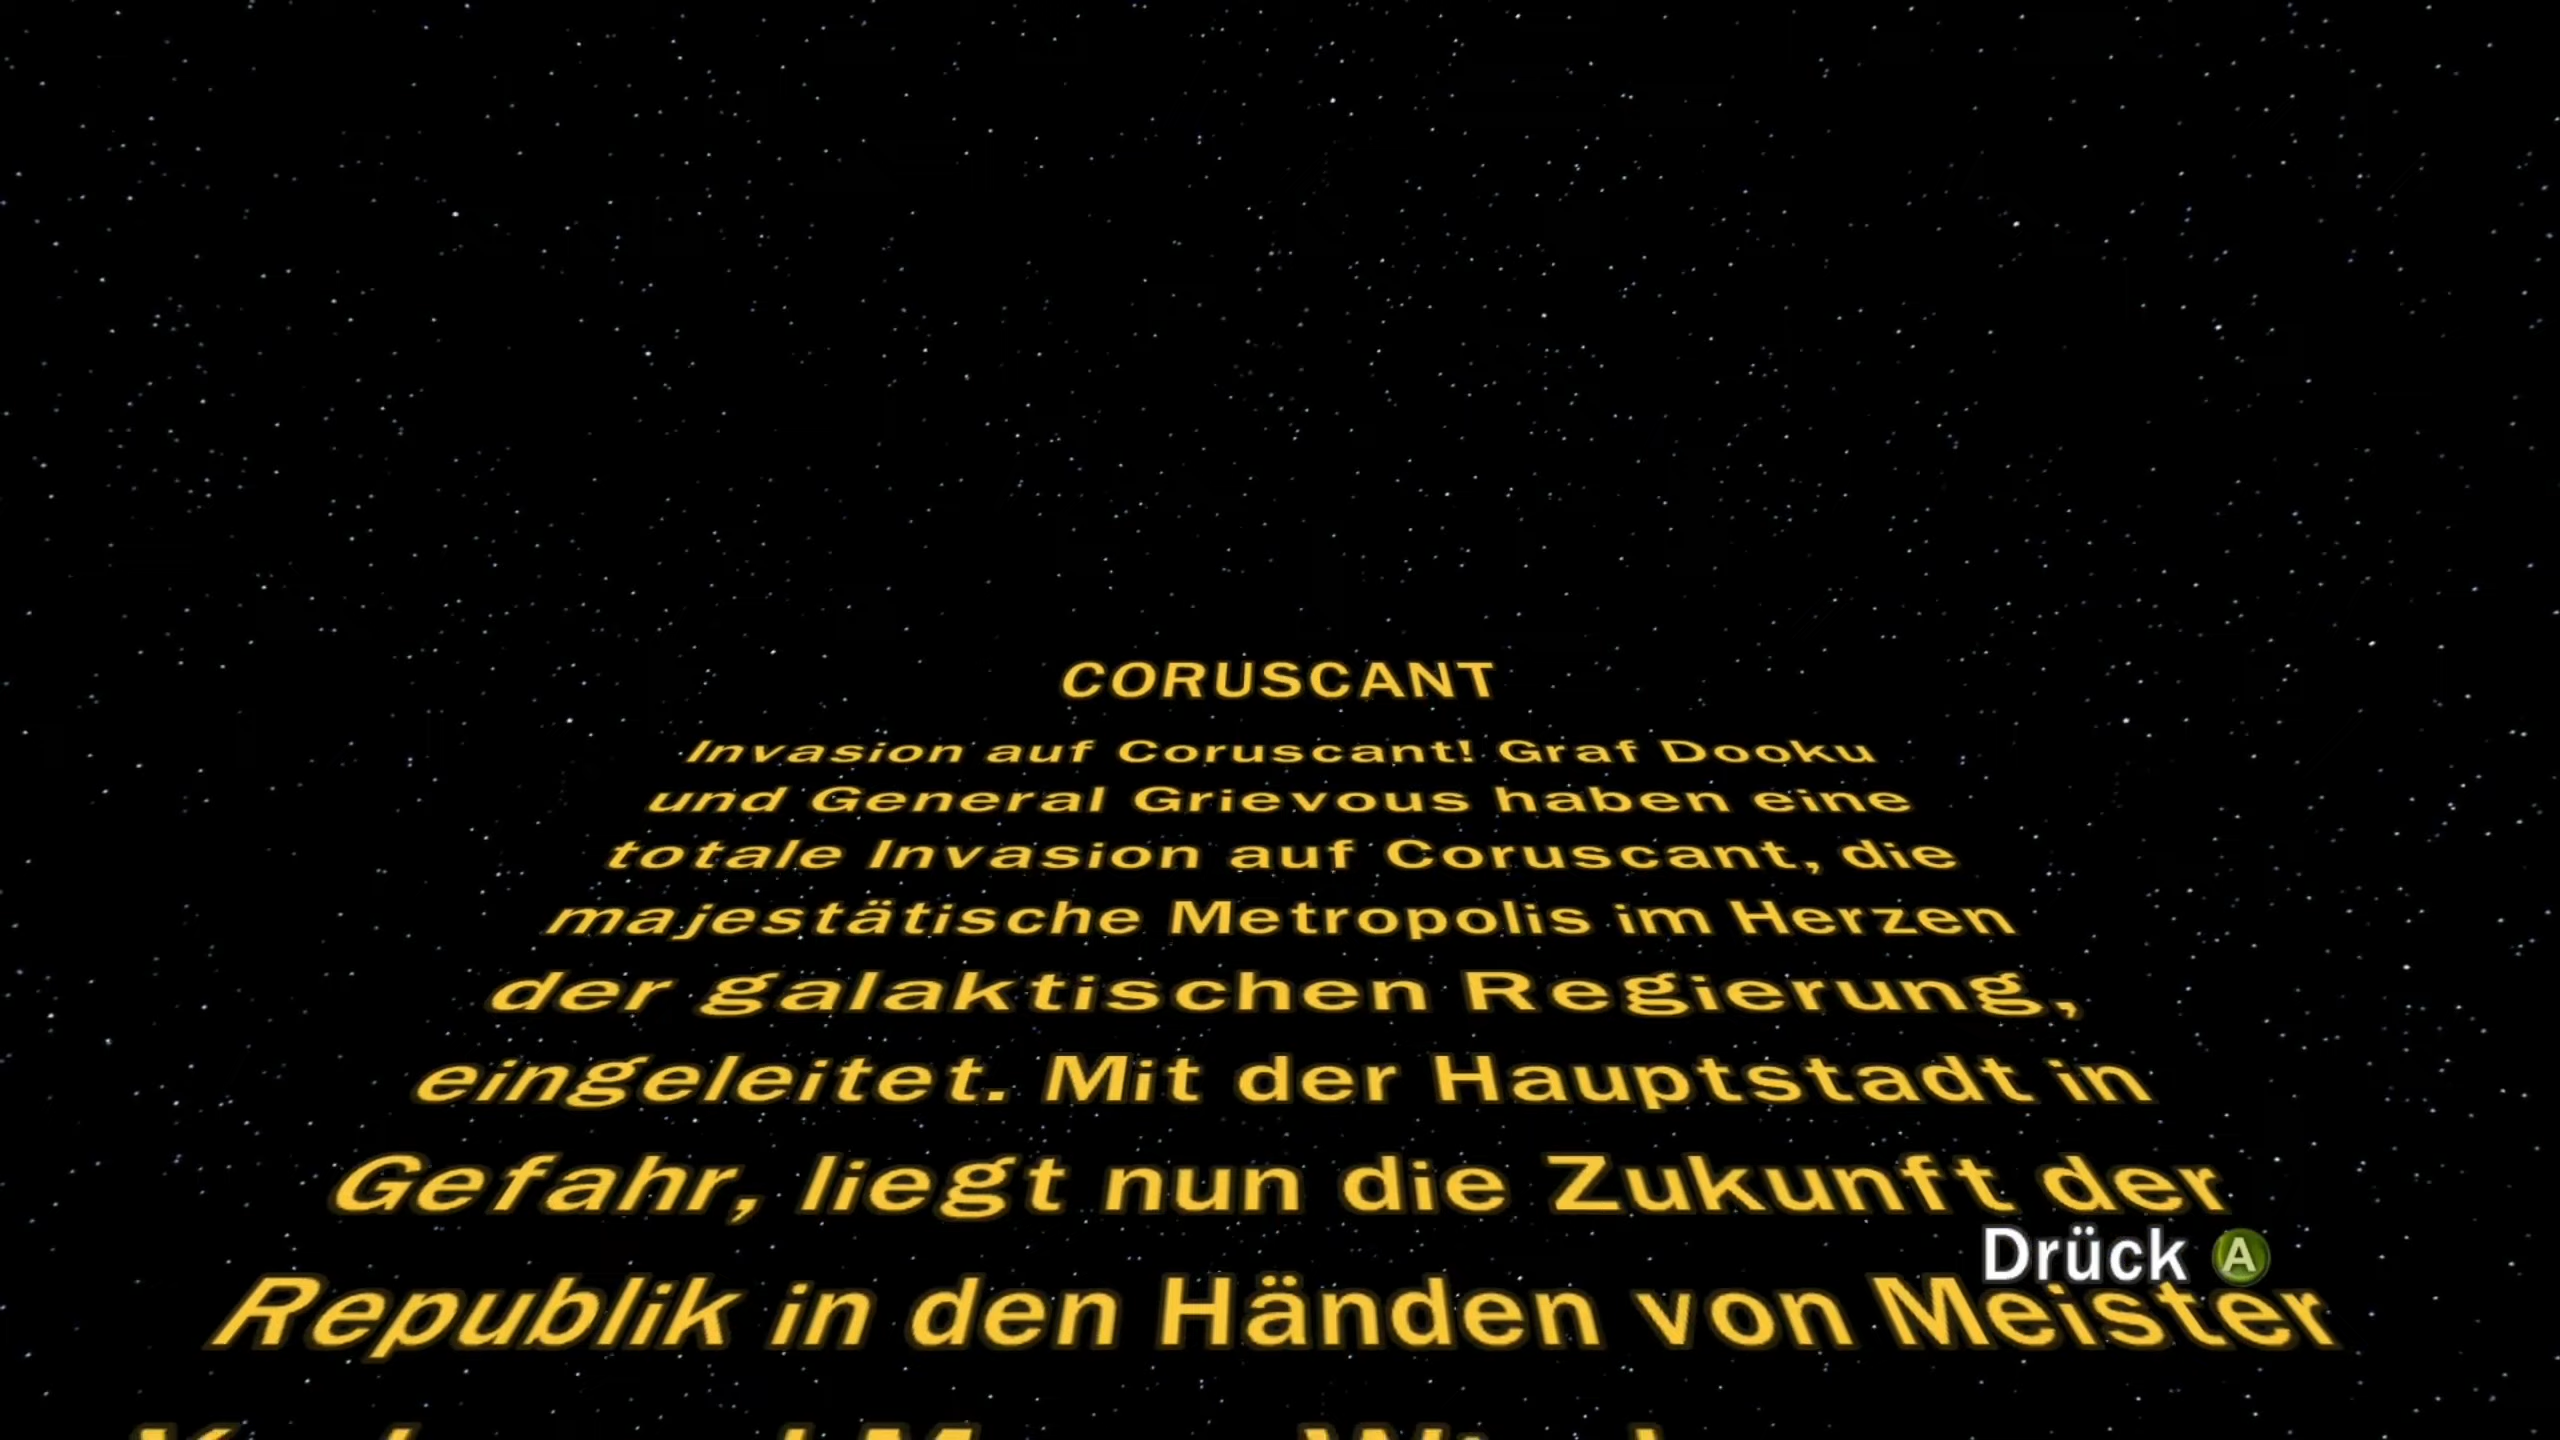 CORUSCANT
Invasion auf Coruscant! Graf Dooku
und General Grievous haben eine
totale Invasion auf Coruscant, die
majestätische Metropolis im Herzen
der galaktischen Regierung,
eingeleitet. Mit der Hauptstadt in
Gefahr, liegt nun die Zukunft der
Drück A
Republik in den Händen von Meister